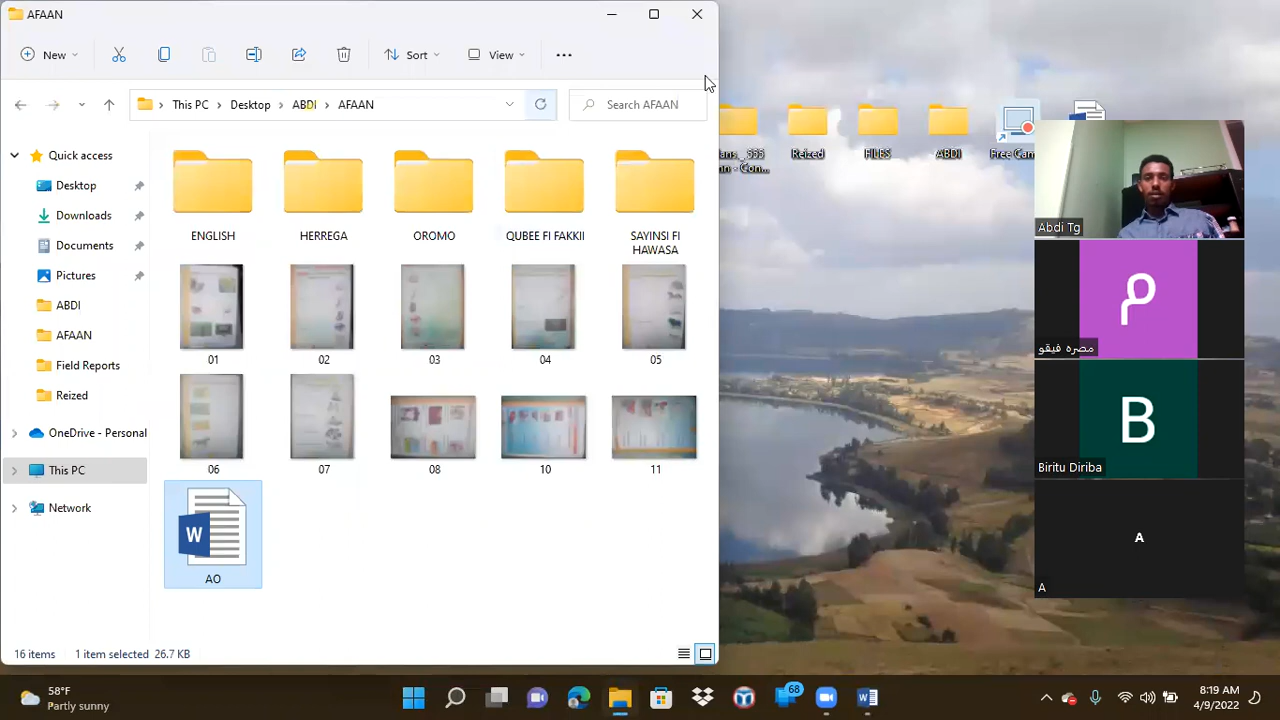 AFAAN
New
Sort
View
This PC
Desktop
ABDI
AFAAN
Search AFAAN
Quick access
Desktop
Downloads
Documents
Pictures
ABDI
AFAAN
Field Reports
Reized
OneDrive - Personal
This PC
Network
ENGLISH
HERREGA
OROMO
QUBEE FI FAKKII
SAYINSI FI
HAWASA
01
02
03
04
05
06
07
08
10
11
W
AO
16 items
1 item selected 26.7 KB
Reized
FILES
ABDI
Free Cam
Abdi Tg
م
مصره فيقو
B
Biritu Diriba
A
A
58°F
Partly sunny
68
8:19 AM
4/9/2022